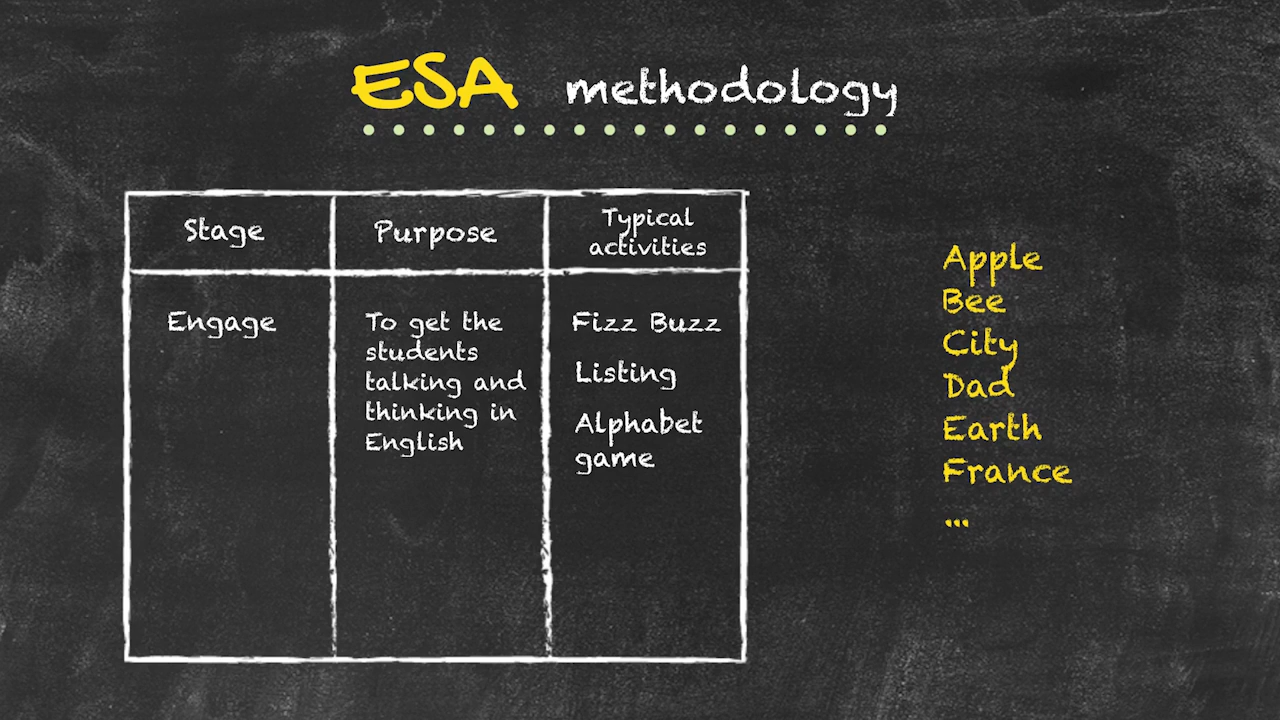 ESA methodology
Stage
Purpose
Typical
activities
Engage
To get the
students
talking and
thinking in
English
Fizz Buzz
Listing
Alphabet
game
Apple
Bee
City
Dad
Earth
France
...